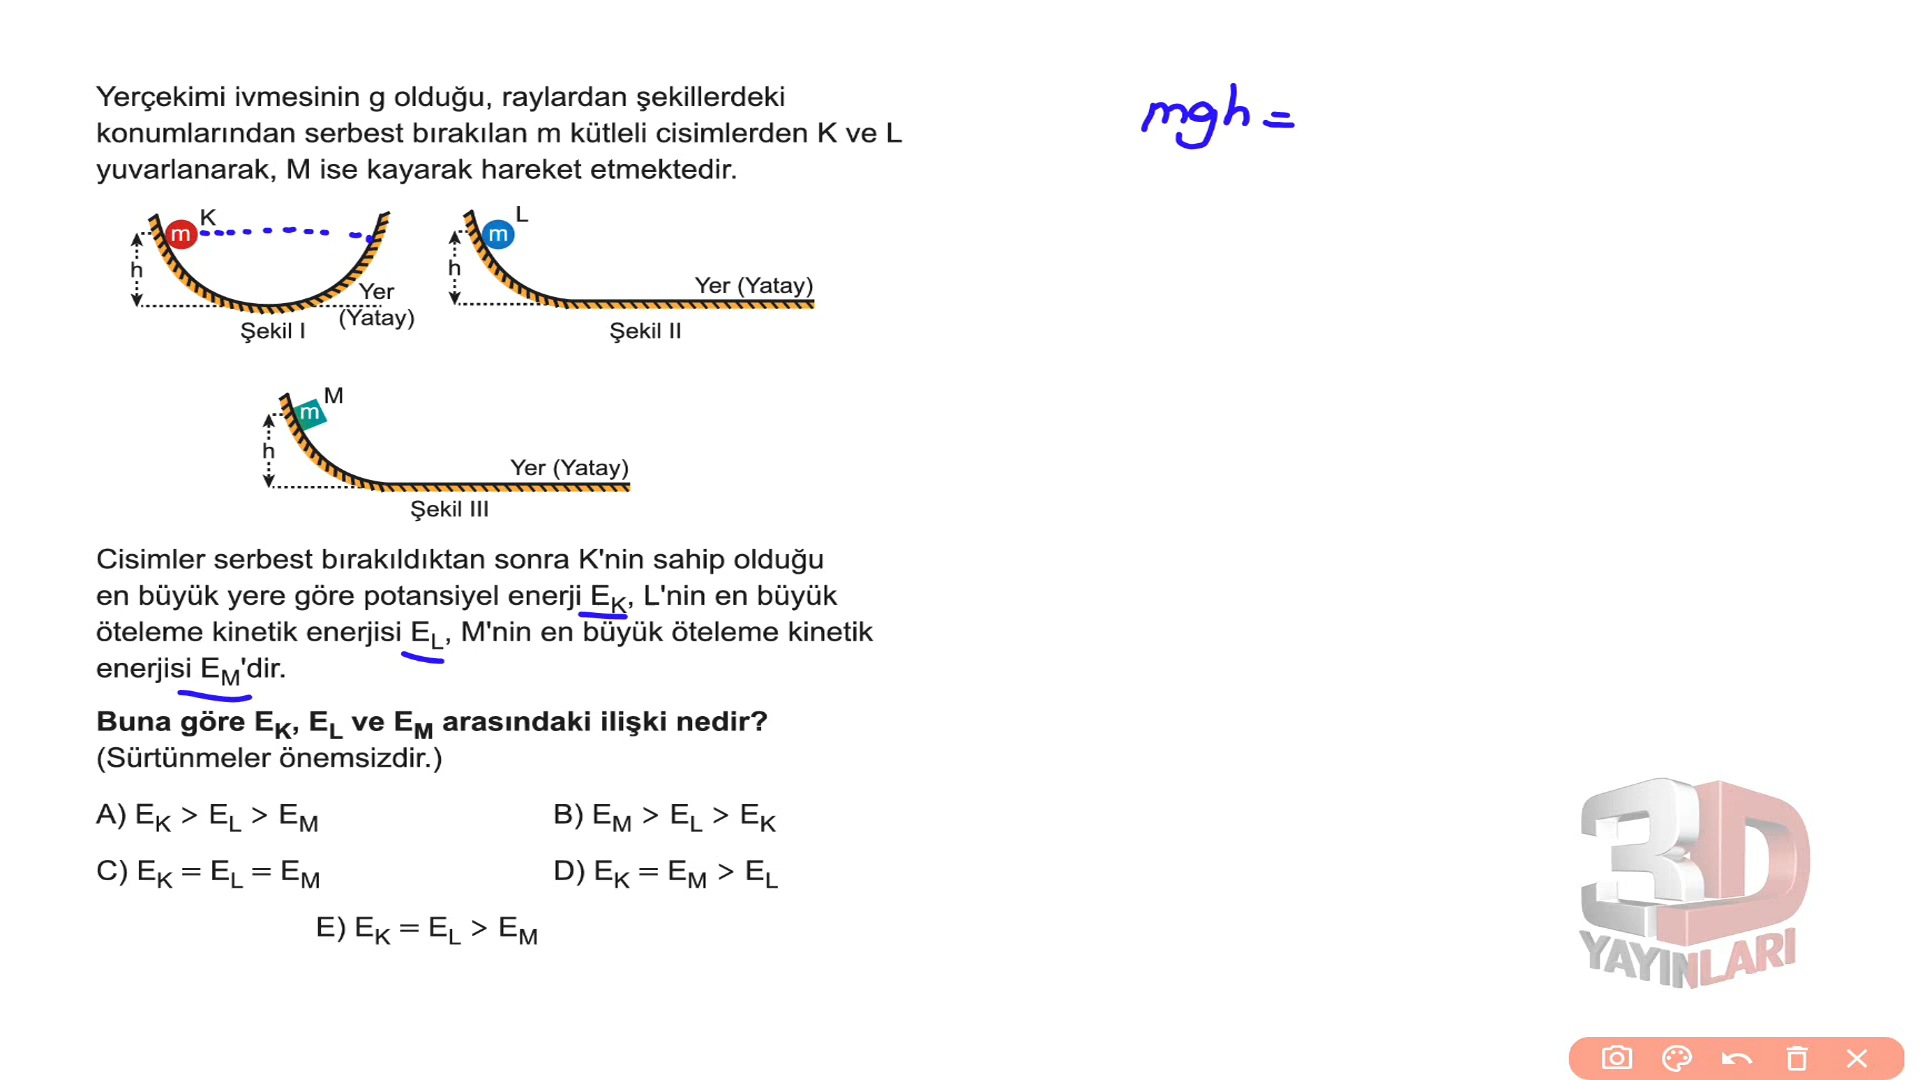 Yerçekimi ivmesinin g olduğu, raylardan şekillerdeki
konumlarından serbest bırakılan m kütleli cisimlerden K ve L
yuvarlanarak, M ise kayarak hareket etmektedir.
mgh =
K
m
h
Yer
(Yatay)
Şekil I
L
m
h
Yer (Yatay)
Şekil II
M
m
h
Yer (Yatay)
Şekil III
Cisimler serbest bırakıldıktan sonra K'nin sahip olduğu
en büyük yere göre potansiyel enerji EK, L'nin en büyük
öteleme kinetik enerjisi EL, M'nin en büyük öteleme kinetik
enerjisi EM'dir.
Buna göre EK, EL ve EM arasındaki ilişki nedir?
(Sürtünmeler önemsizdir.)
A) EK > EL > EM
B) EM > EL > EK
C) EK = EL = EM
D) EK = EM > EL
E) EK = EL > EM
3D
YAYINLARI